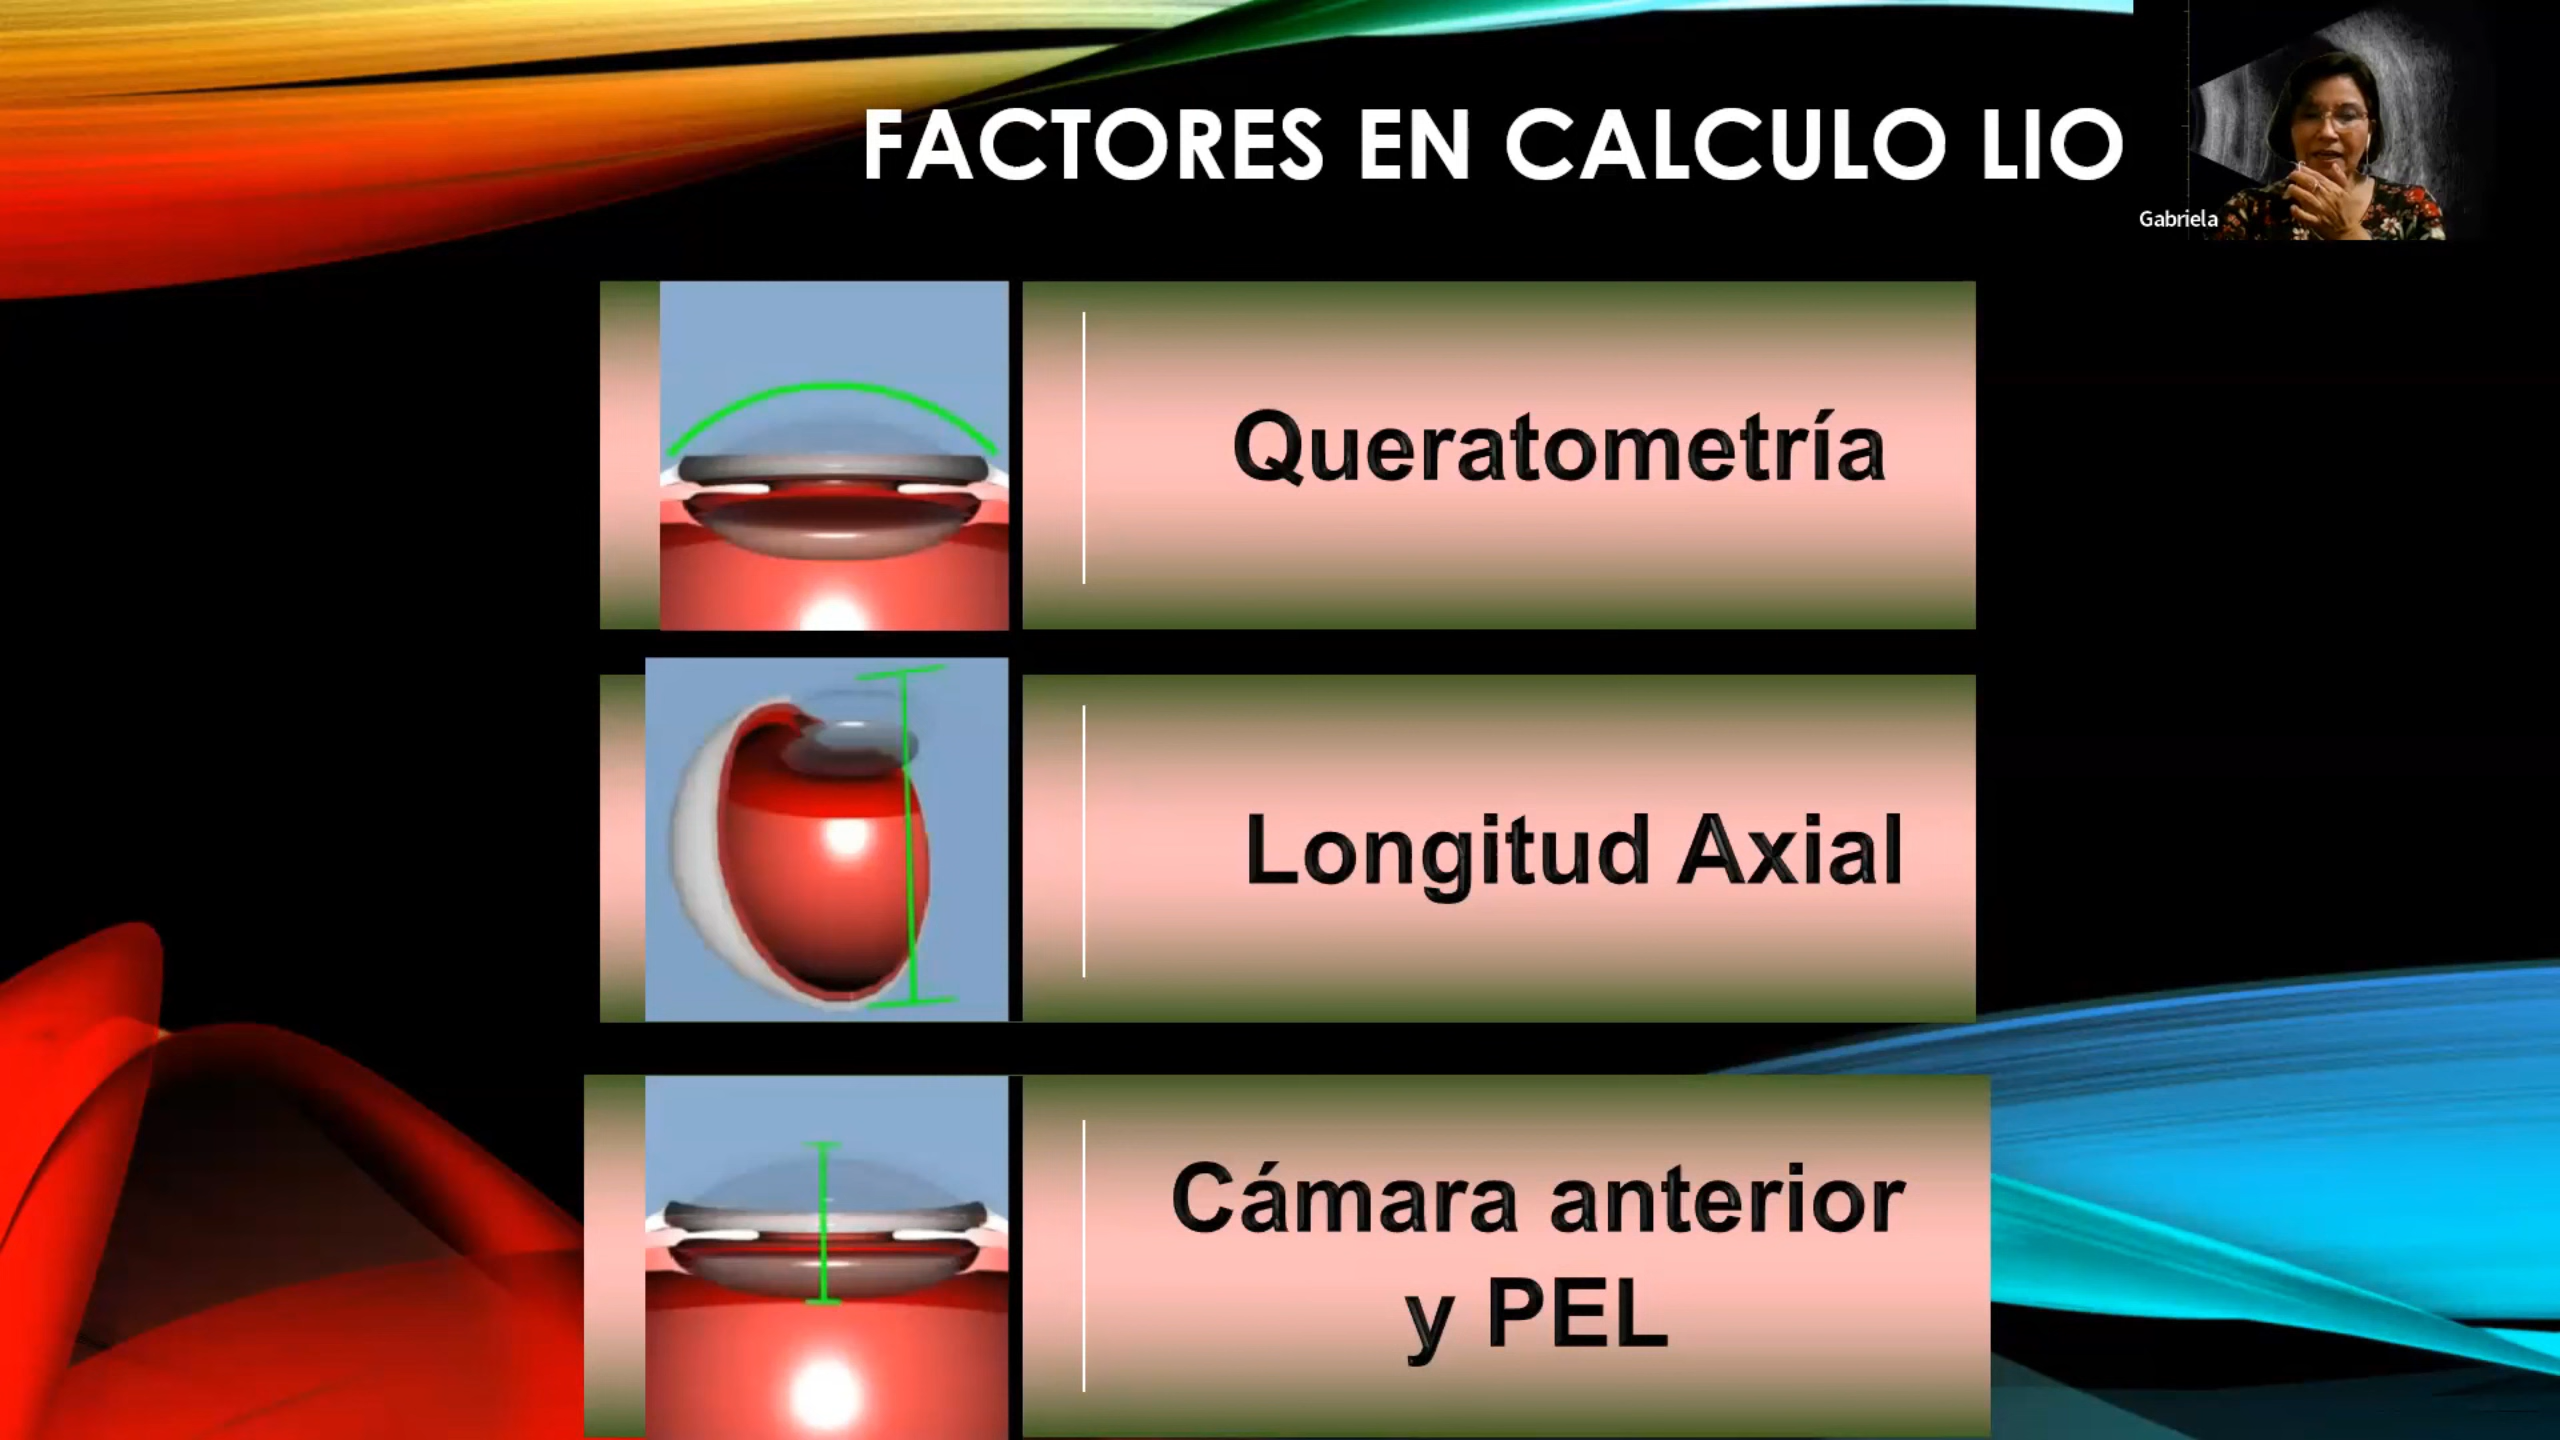 FACTORES EN CALCULO LIO
Gabriela
Queratometría
Longitud Axial
Cámara anterior
y PEL